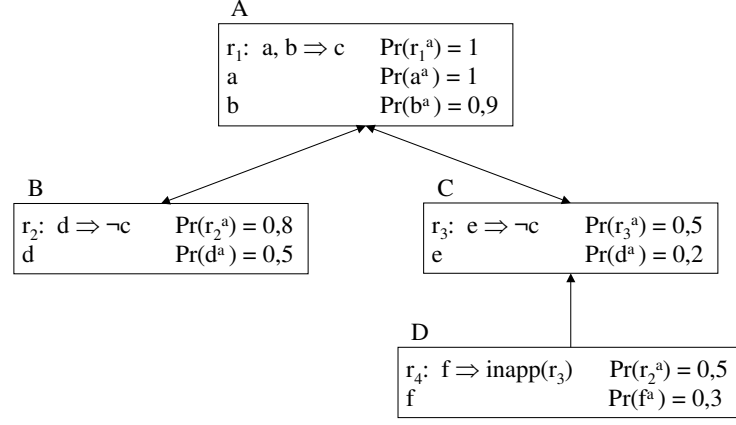 A
r₁: a, b ⇒ c Pr(r₁ᵃ) = 1
a Pr(aᵃ) = 1
b Pr(bᵃ) = 0,9
B
r₂: d ⇒ ¬c Pr(r₂ᵃ) = 0,8
d Pr(dᵃ) = 0,5
C
r₃: e ⇒ ¬c Pr(r₃ᵃ) = 0,5
e Pr(dᵃ) = 0,2
D
r₄: f ⇒ inapp(r₃) Pr(r₂ᵃ) = 0,5
f Pr(fᵃ) = 0,3